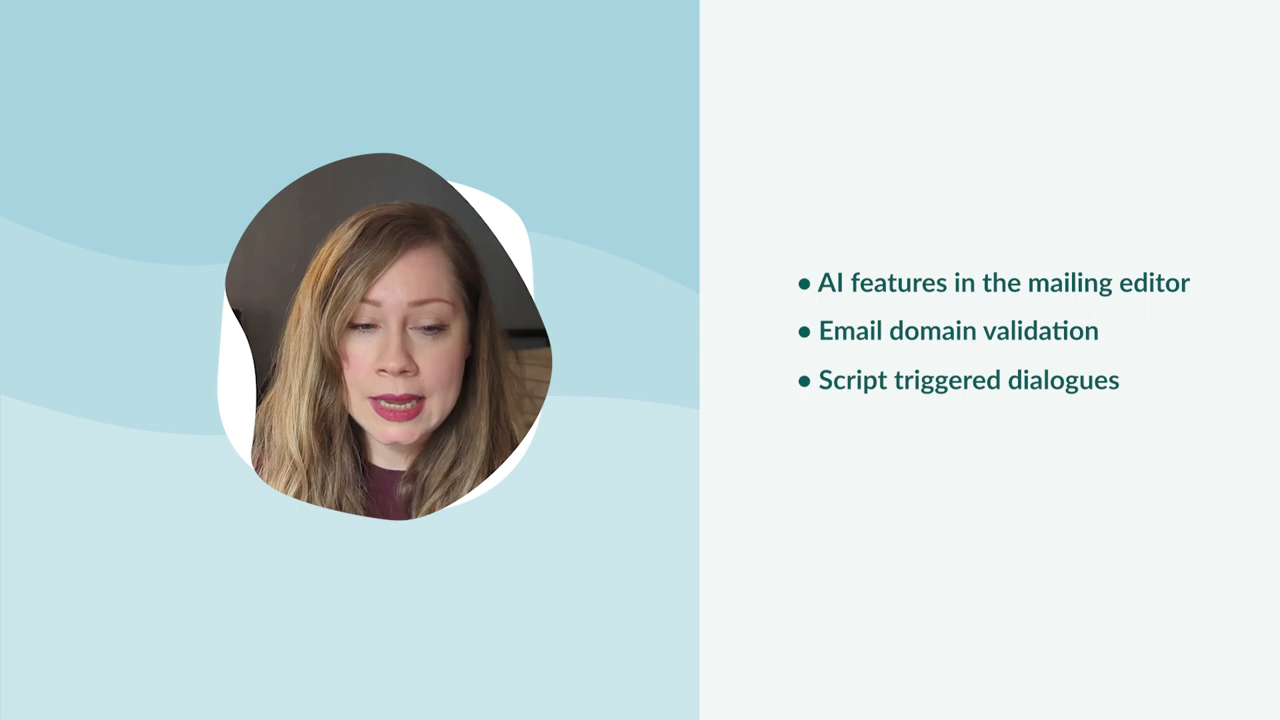 • AI features in the mailing editor
• Email domain validation
• Script triggered dialogues